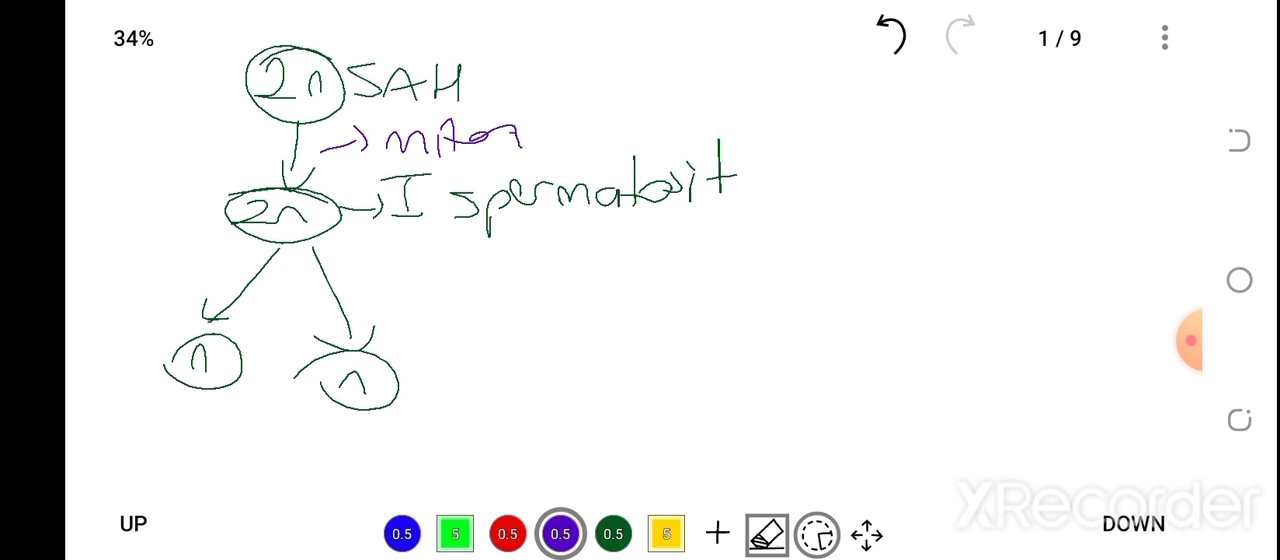 34%
1 / 9
2n SAH
→ mitoz
2n → I spermatosit
n n
UP
0.5 5 0.5 0.5 0.5 5 +
DOWN
XRecorder